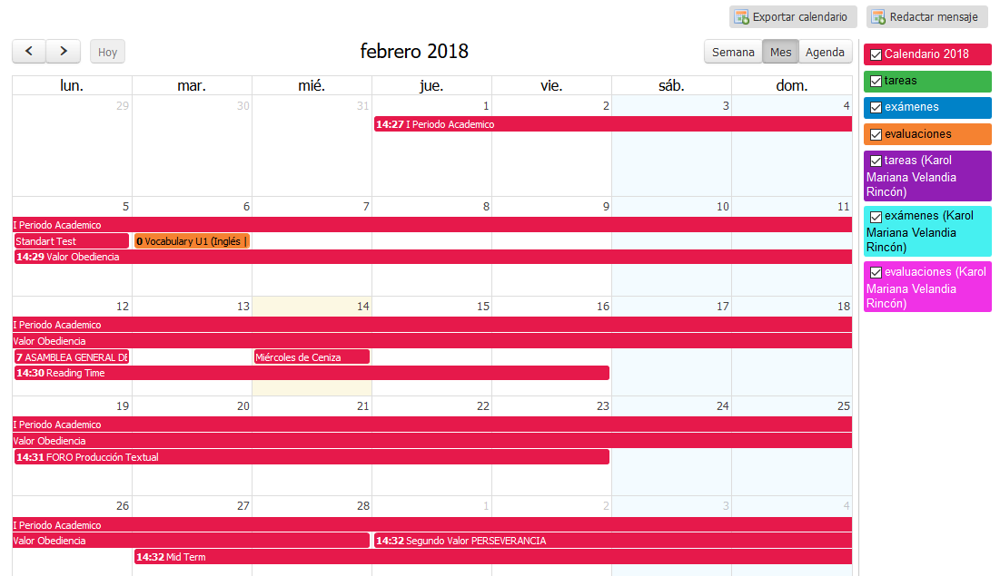 Exportar calendario
Redactar mensaje
Hoy
febrero 2018
Semana Mes Agenda
lun. mar. mié. jue. vie. sáb. dom.
29 30 31 1 2 3 4
14:27 I Periodo Academico
5 6 7 8 9 10 11
I Periodo Academico
Standart Test
0 Vocabulary U1 (Inglés |
14:29 Valor Obediencia
12 13 14 15 16 17 18
I Periodo Academico
Valor Obediencia
7 ASAMBLEA GENERAL DE
Miércoles de Ceniza
14:30 Reading Time
19 20 21 22 23 24 25
I Periodo Academico
Valor Obediencia
14:31 FORO Producción Textual
26 27 28 1 2 3 4
I Periodo Academico
Valor Obediencia
14:32 Segundo Valor PERSEVERANCIA
14:32 Mid Term
Calendario 2018
tareas
exámenes
evaluaciones
tareas (Karol
Mariana Velandia
Rincón)
exámenes (Karol
Mariana Velandia
Rincón)
evaluaciones (Karol
Mariana Velandia
Rincón)